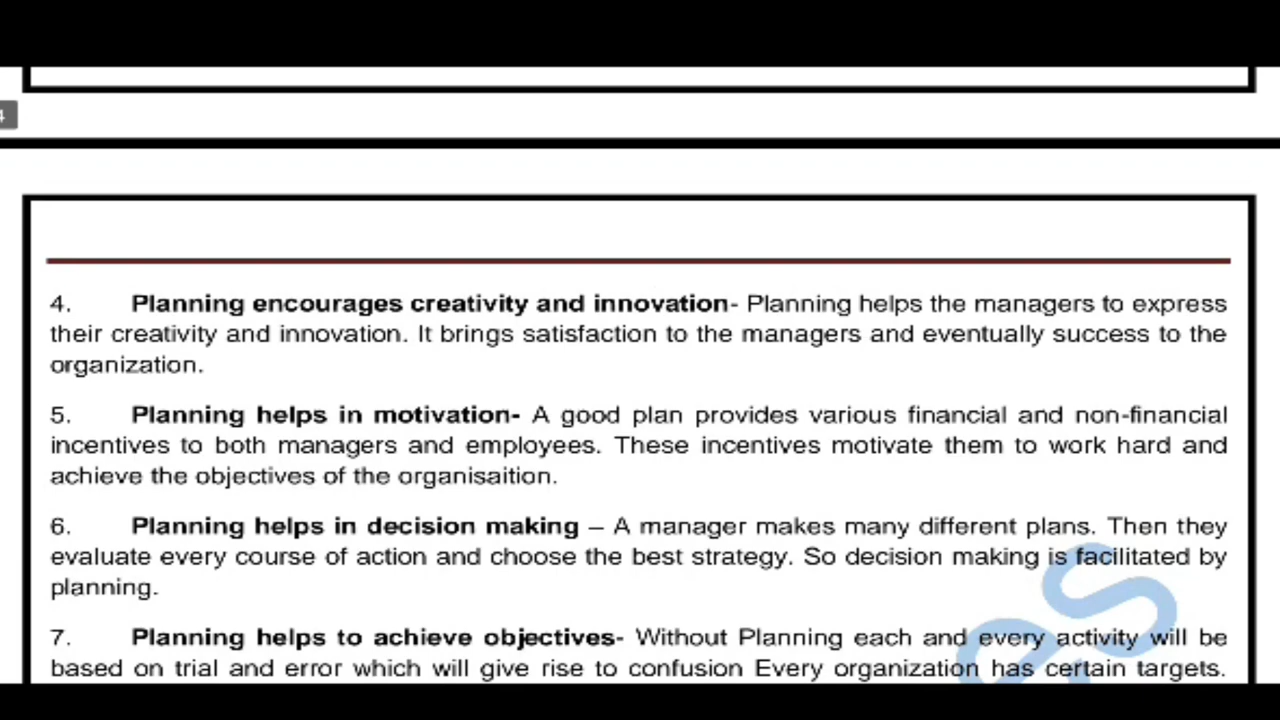 4
4. Planning encourages creativity and innovation- Planning helps the managers to express
their creativity and innovation. It brings satisfaction to the managers and eventually success to the
organization.
5. Planning helps in motivation- A good plan provides various financial and non-financial
incentives to both managers and employees. These incentives motivate them to work hard and
achieve the objectives of the organisaition.
6. Planning helps in decision making – A manager makes many different plans. Then they
evaluate every course of action and choose the best strategy. So decision making is facilitated by
planning.
7. Planning helps to achieve objectives- Without Planning each and every activity will be
based on trial and error which will give rise to confusion Every organization has certain targets.